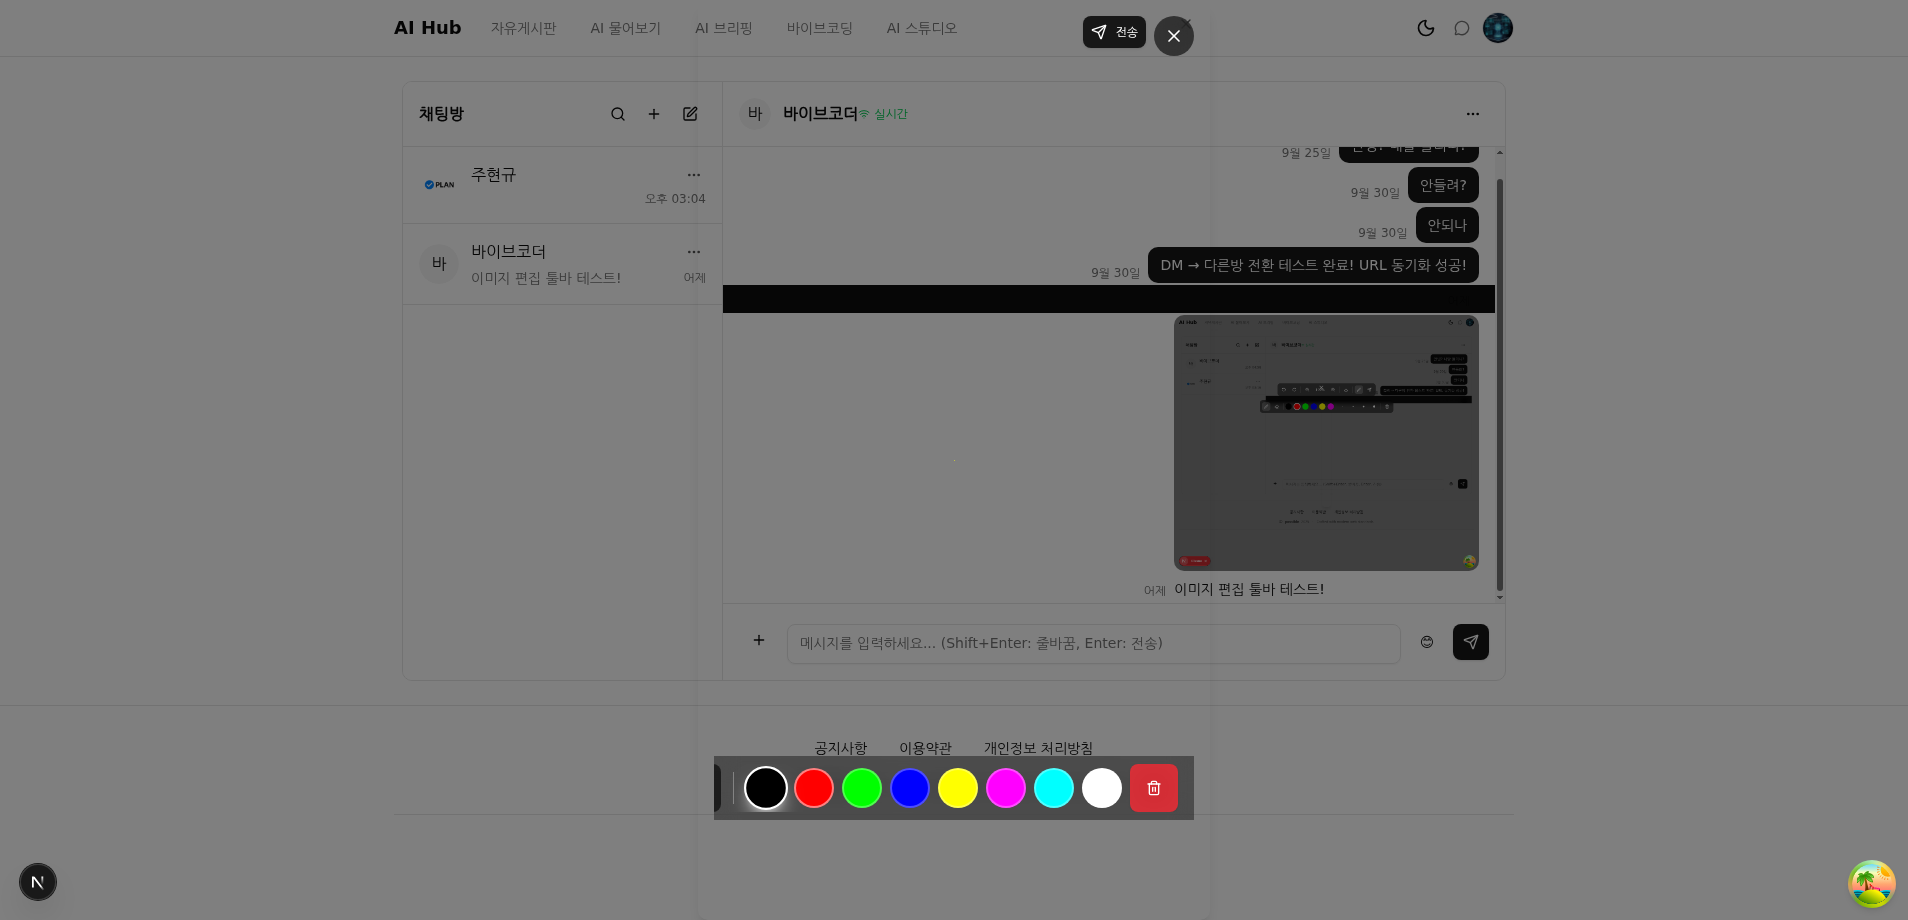 AI Hub 자유게시판 AI 물어보기 AI 브리핑 바이브코딩 AI 스튜디오 전송
채팅방
바 바이브코더 실시간
PLAN 주현규
오후 03:04
바 바이브코더
이미지 편집 툴바 테스트! 어제
9월 25일
9월 30일 안들려?
9월 30일 안되나
9월 30일 DM → 다른방 전환 테스트 완료! URL 동기화 성공!
AI Hub
어제 이미지 편집 툴바 테스트!
메시지를 입력하세요... (Shift+Enter: 줄바꿈, Enter: 전송)
공지사항 이용약관 개인정보 처리방침
N